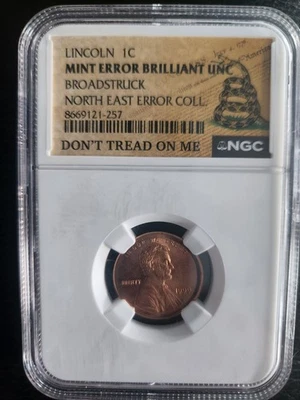 LINCOLN 1C
MINT ERROR BRILLIANT UNC
BROADSTRUCK
NORTH EAST ERROR COLL.
8669121-257
DON'T TREAD ON ME
NGC
LIBERTY